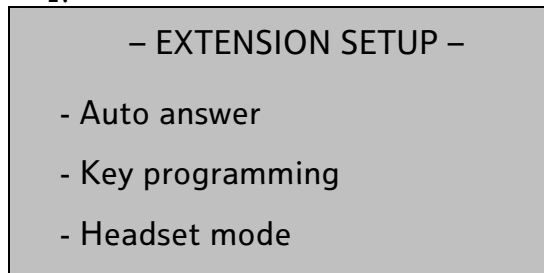 – EXTENSION SETUP –
- Auto answer
- Key programming
- Headset mode